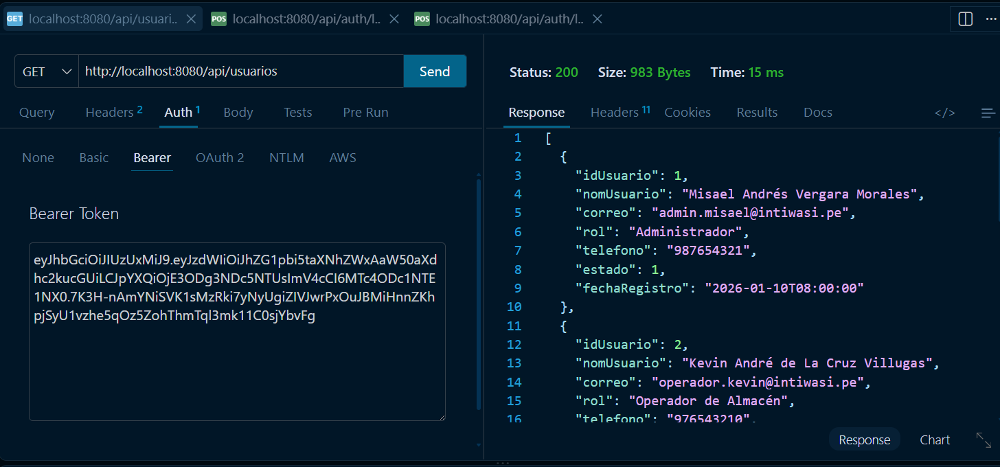 GET localhost:8080/api/usuari.. POS localhost:8080/api/auth/l.. POS localhost:8080/api/auth/l..
GET http://localhost:8080/api/usuarios Send
Query Headers 2 Auth 1 Body Tests Pre Run
None Basic Bearer OAuth 2 NTLM AWS
Bearer Token
eyJhbGciOiJIUzUxMiJ9.eyJzdWIiOiJhZG1pbi5taXNhZWxAaW50aXd
hc2kucGUiLCJpYXQiOjE3ODg3NDc5NTUsImV4cCI6MTc4ODc1NTE
1NX0.7K3H-nAmYNiSVK1sMzRki7yNyUgiZIVJwrPxOuJBMiHnnZKh
pjSyU1vzhe5qOz5ZohThmTql3mk11C0sjYbvFg
Status: 200 Size: 983 Bytes Time: 15 ms
Response Headers 11 Cookies Results Docs </>
1 [
2 {
3 "idUsuario": 1,
4 "nomUsuario": "Misael Andrés Vergara Morales",
5 "correo": "admin.misael@intiwasi.pe",
6 "rol": "Administrador",
7 "telefono": "987654321",
8 "estado": 1,
9 "fechaRegistro": "2026-01-10T08:00:00"
10 },
11 {
12 "idUsuario": 2,
13 "nomUsuario": "Kevin André de La Cruz Villugas",
14 "correo": "operador.kevin@intiwasi.pe",
15 "rol": "Operador de Almacén",
16 "telefono": "976543210",
Response Chart